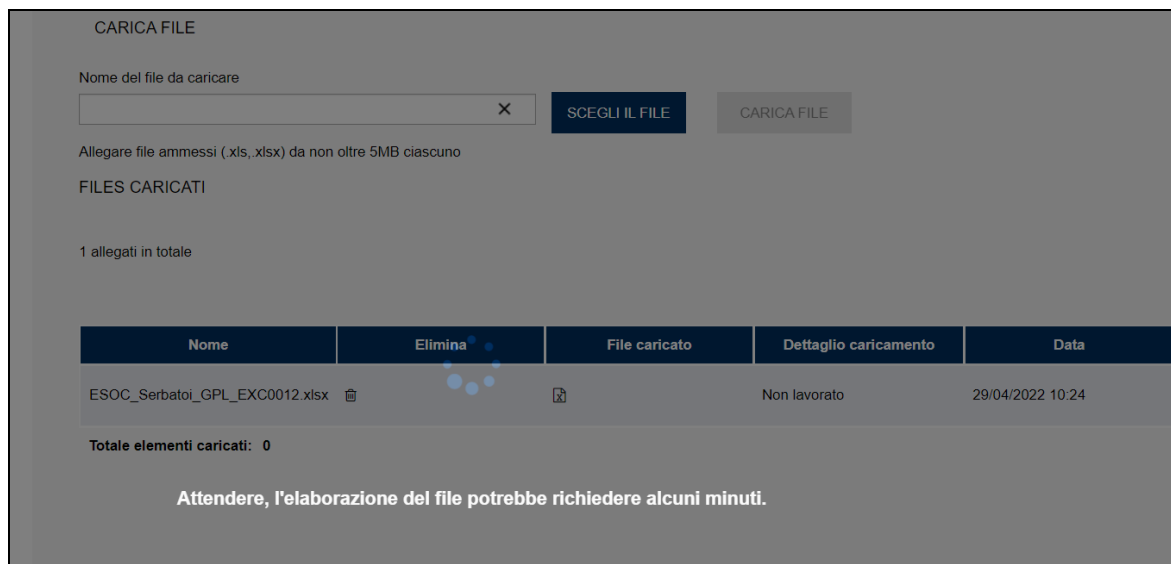 CARICA FILE
Nome del file da caricare
SCEGLI IL FILE CARICA FILE
Allegare file ammessi (.xls,.xlsx) da non oltre 5MB ciascuno
FILES CARICATI
1 allegati in totale
Nome Elimina File caricato Dettaglio caricamento Data
ESOC_Serbatoi_GPL_EXC0012.xlsx Non lavorato 29/04/2022 10:24
Totale elementi caricati: 0
Attendere, l'elaborazione del file potrebbe richiedere alcuni minuti.